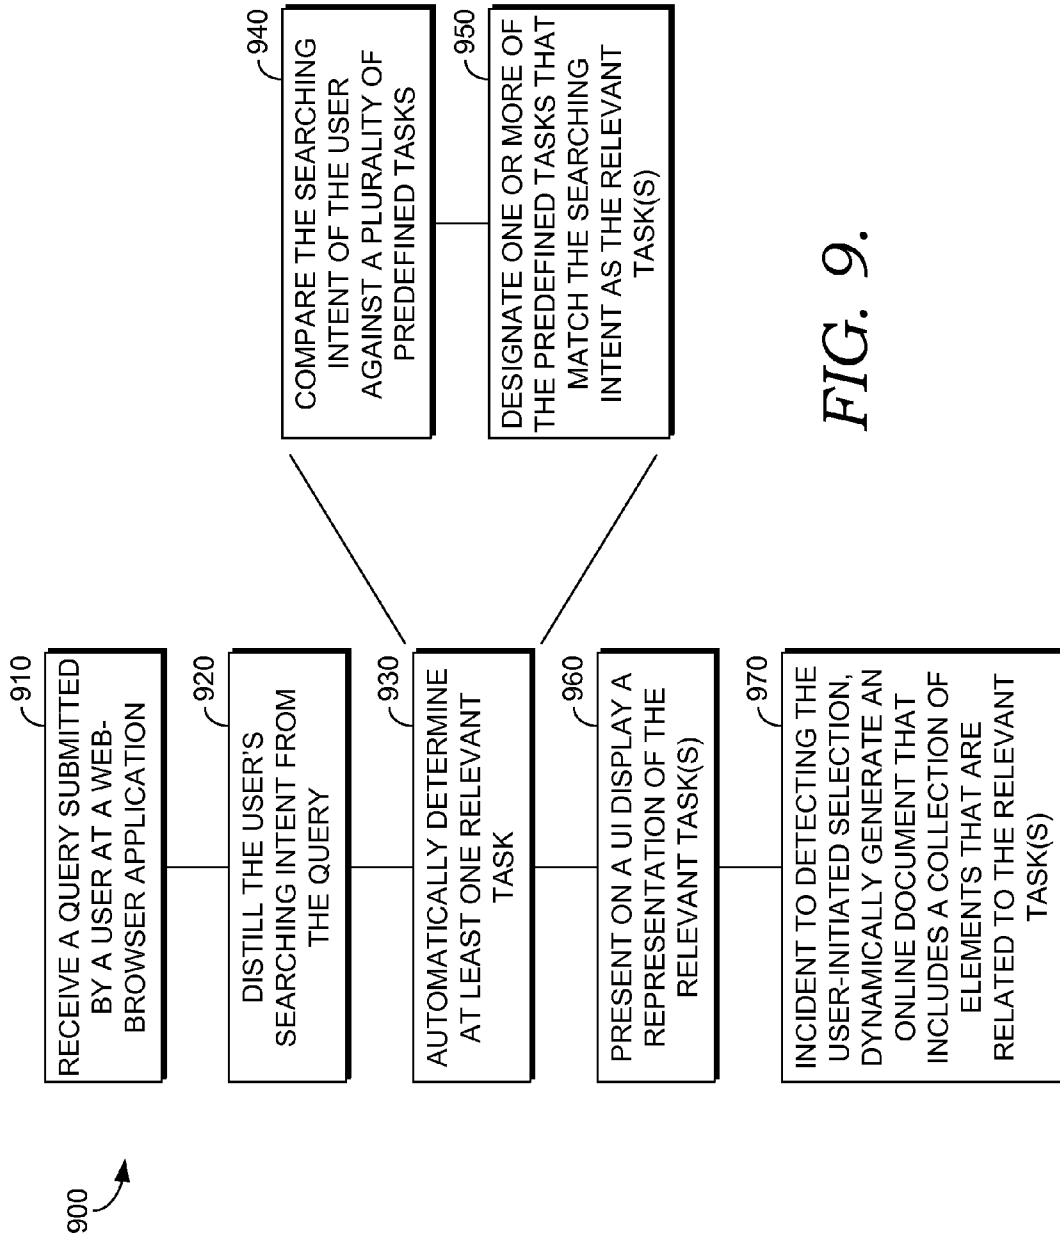 900
910
RECEIVE A QUERY SUBMITTED
BY A USER AT A WEB-
BROWSER APPLICATION
920
DISTILL THE USER'S
SEARCHING INTENT FROM
THE QUERY
930
AUTOMATICALLY DETERMINE
AT LEAST ONE RELEVANT
TASK
940
COMPARE THE SEARCHING
INTENT OF THE USER
AGAINST A PLURALITY OF
PREDEFINED TASKS
950
DESIGNATE ONE OR MORE OF
THE PREDEFINED TASKS THAT
MATCH THE SEARCHING
INTENT AS THE RELEVANT
TASK(S)
960
PRESENT ON A UI DISPLAY A
REPRESENTATION OF THE
RELEVANT TASK(S)
970
INCIDENT TO DETECTING THE
USER-INITIATED SELECTION,
DYNAMICALLY GENERATE AN
ONLINE DOCUMENT THAT
INCLUDES A COLLECTION OF
ELEMENTS THAT ARE
RELATED TO THE RELEVANT
TASK(S)
FIG. 9.